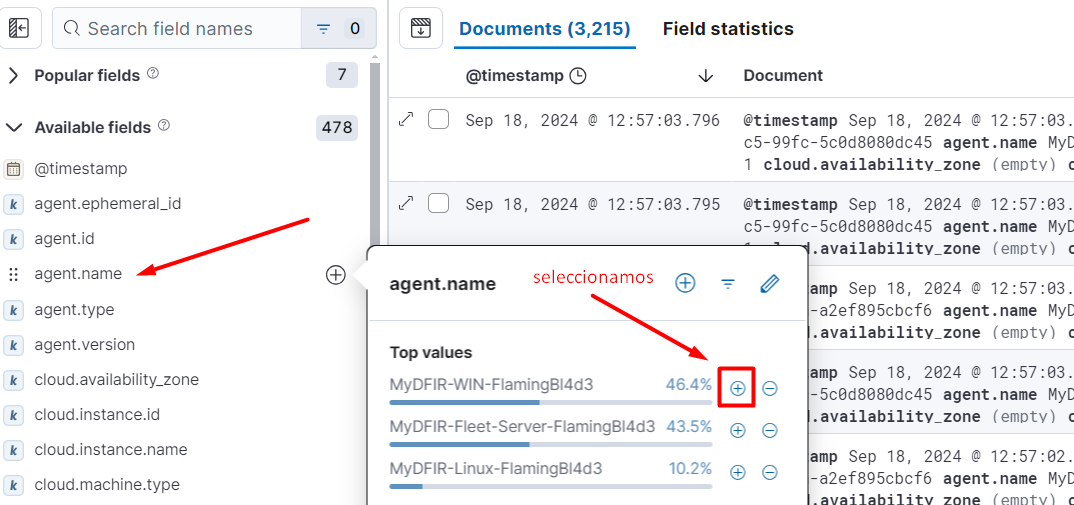 Search field names
0
Popular fields
7
Available fields
478
@timestamp
k agent.ephemeral_id
k agent.id
agent.name
k agent.type
k agent.version
k cloud.availability_zone
k cloud.instance.id
k cloud.instance.name
k cloud.machine.type
Documents (3,215)
Field statistics
@timestamp
Document
Sep 18, 2024 @ 12:57:03.796
@timestamp Sep 18, 2024 @ 12:57:03.
c5-99fc-5c0d8080dc45 agent.name MyD
1 cloud.availability_zone (empty) c
Sep 18, 2024 @ 12:57:03.795
@timestamp Sep 18, 2024 @ 12:57:03.
c5-99fc-5c0d8080dc45 agent.name MyD
1 cloud.availability_zone (empty) c
agent.name
seleccionamos
Top values
MyDFIR-WIN-FlamingBl4d3 46.4%
MyDFIR-Fleet-Server-FlamingBl4d3 43.5%
MyDFIR-Linux-FlamingBl4d3 10.2%
amp Sep 18, 2024 @ 12:57:03.
-a2ef895cbcf6 agent.name MyD
d.availability_zone (empty) c
amp Sep 18, 2024 @ 12:57:03.
-5c0d8080dc45 agent.name MyD
d.availability_zone (empty) c
amp Sep 18, 2024 @ 12:57:02.
-a2ef895cbcf6 agent.name MyD
d.availability_zone (empty) c